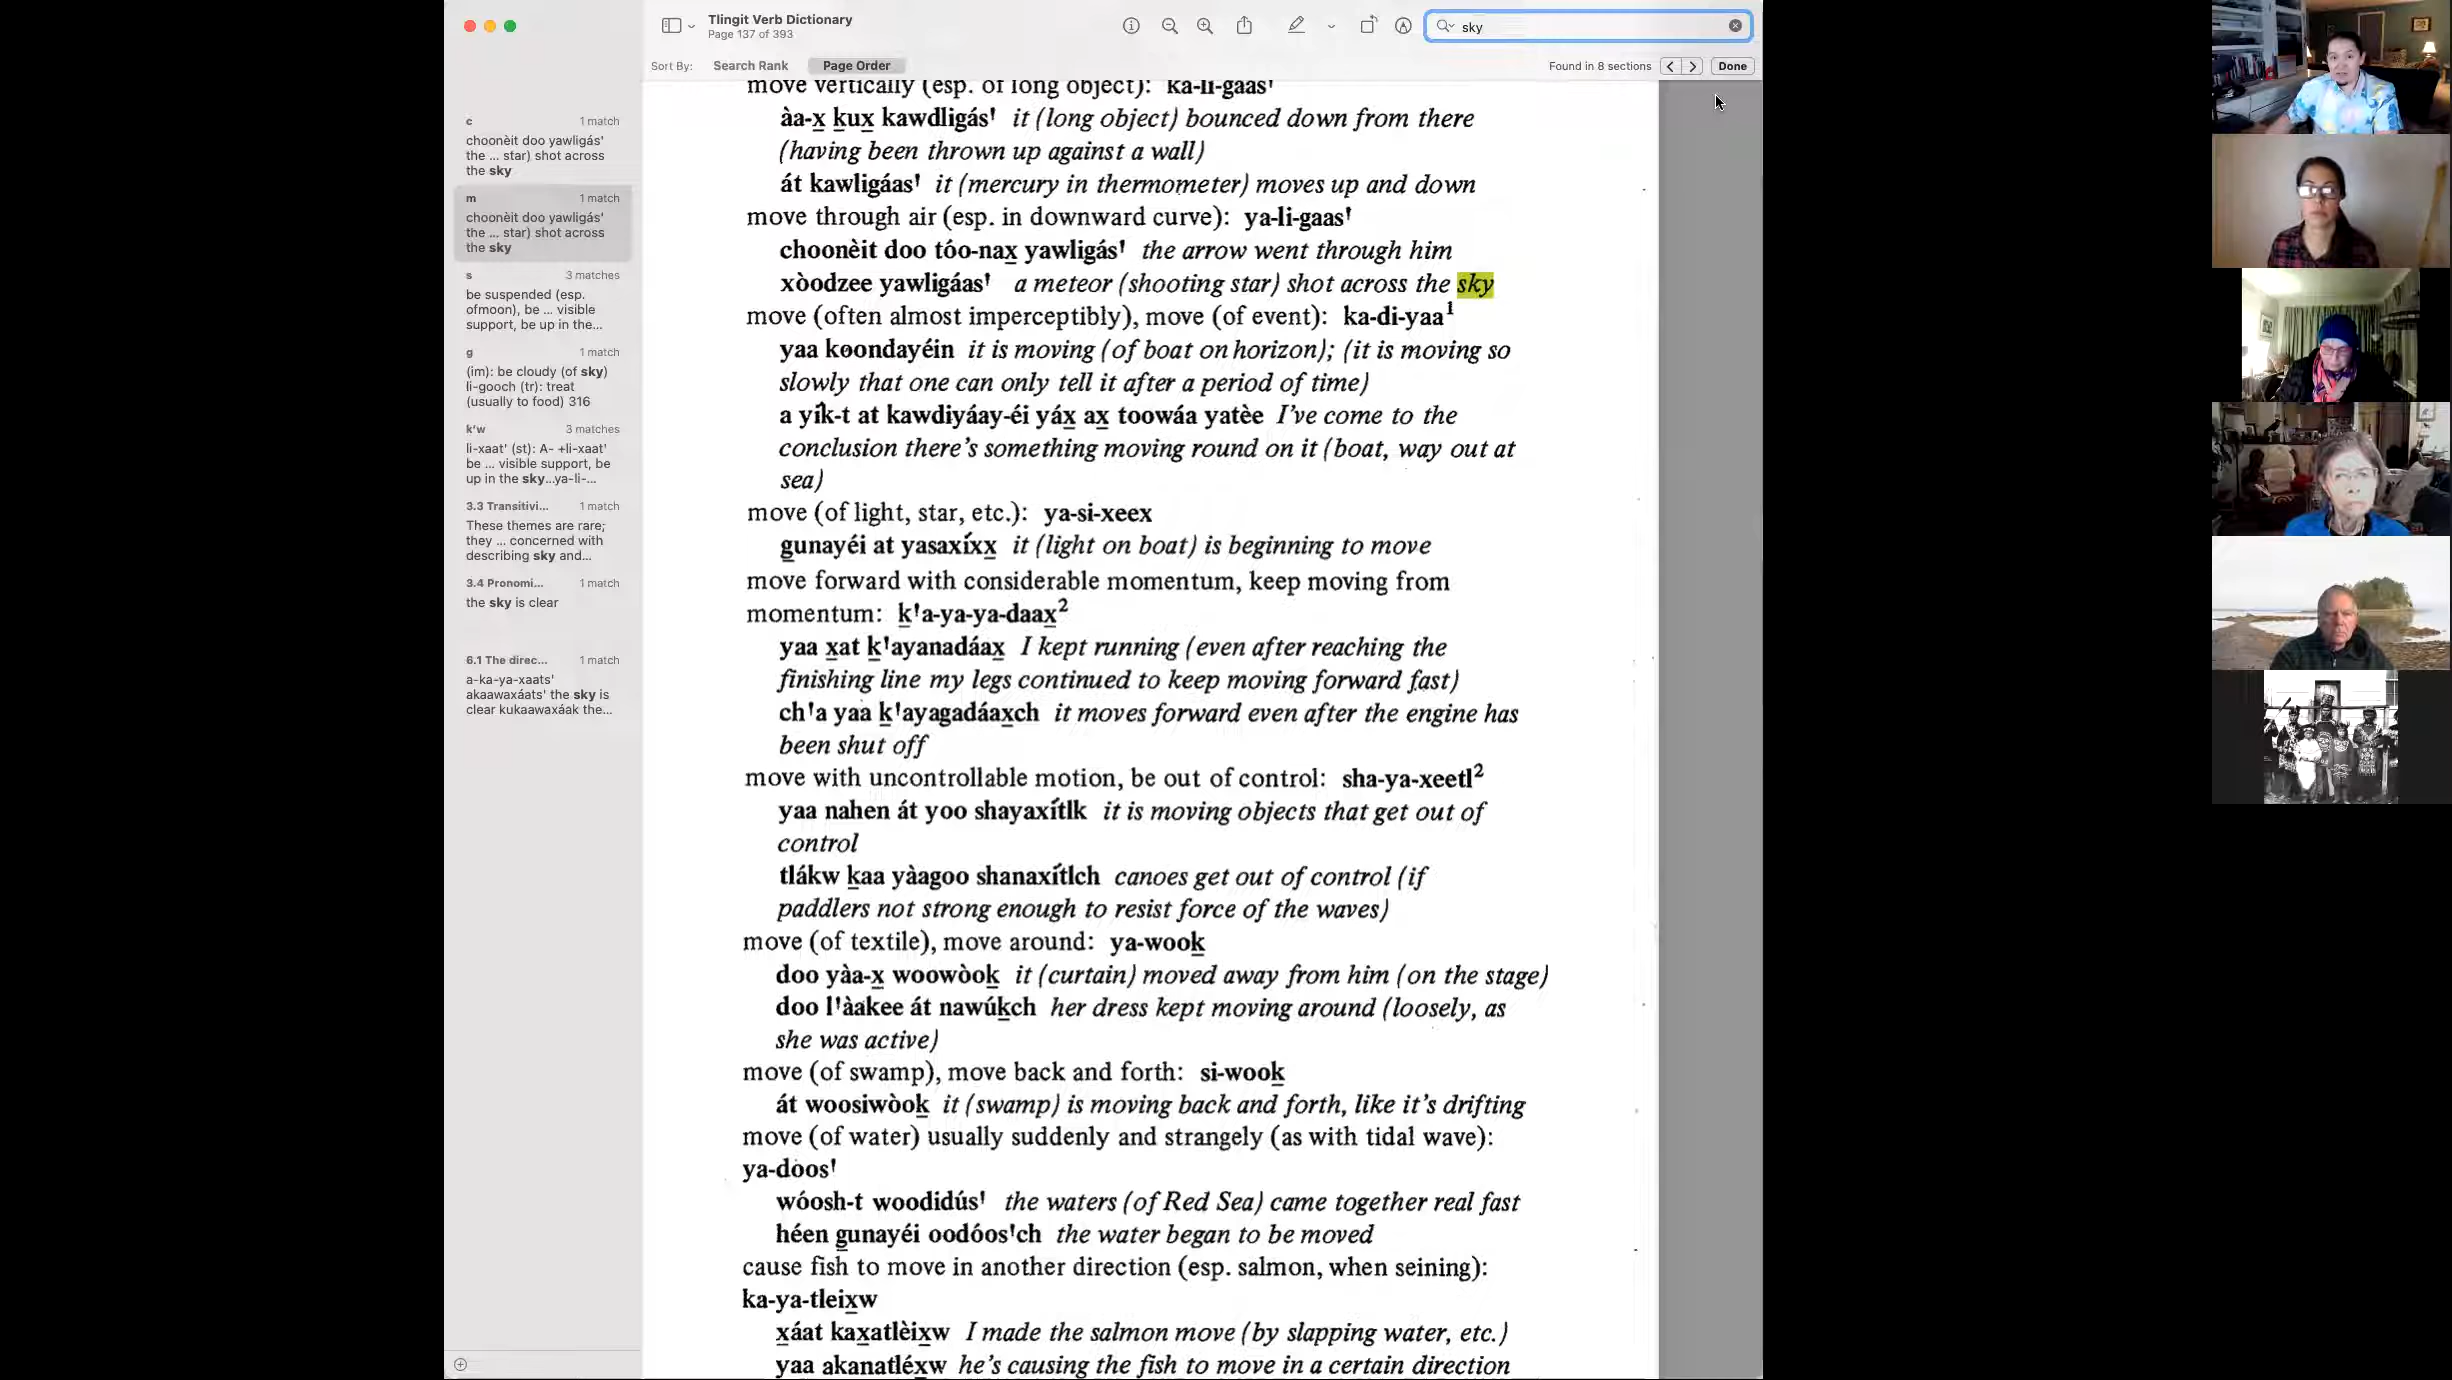 Tlingit Verb Dictionary
Page 137 of 393
sky
Sort By: Search Rank Page Order Found in 8 sections Done
c 1 match
choonèit doo yawligás'
the ... star) shot across
the sky
m 1 match
choonèit doo yawligás'
the ... star) shot across
the sky
s 3 matches
be suspended (esp.
ofmoon), be ... visible
support, be up in the...
g 1 match
(im): be cloudy (of sky)
li-gooch (tr): treat
(usually to food) 316
k'w 3 matches
li-xaat' (st): A- +li-xaat'
be ... visible support, be
up in the sky...ya-li-...
3.3 Transitivi... 1 match
These themes are rare;
they ... concerned with
describing sky and...
3.4 Pronomi... 1 match
the sky is clear
6.1 The direc... 1 match
a-ka-ya-xaats'
akaawaxáats' the sky is
clear kukaawaxáak the...
move vertically (esp. of long object): ka-li-gaas'
àa-x̲ k̲ux̲ kawdligás' it (long object) bounced down from there
(having been thrown up against a wall)
át kawligáas' it (mercury in thermometer) moves up and down
move through air (esp. in downward curve): ya-li-gaas'
choonèit doo tóo-nax̲ yawligás' the arrow went through him
xòodzee yawligáas' a meteor (shooting star) shot across the sky
move (often almost imperceptibly), move (of event): ka-di-yaa¹
yaa koondayéin it is moving (of boat on horizon); (it is moving so
slowly that one can only tell it after a period of time)
a yík-t at kawdiyáay-éi yáx̲ ax̲ toowáa yatèe I've come to the
conclusion there's something moving round on it (boat, way out at
sea)
move (of light, star, etc.): ya-si-xeex
g̲unayéi at yasaxíxx̲ it (light on boat) is beginning to move
move forward with considerable momentum, keep moving from
momentum: k̲'a-ya-ya-daax̲²
yaa x̲at k̲'ayanadáax̲ I kept running (even after reaching the
finishing line my legs continued to keep moving forward fast)
ch'a yaa k̲'ayagadáax̲ch it moves forward even after the engine has
been shut off
move with uncontrollable motion, be out of control: sha-ya-xeetl²
yaa nahen át yoo shayaxítlk it is moving objects that get out of
control
tlákw k̲aa yàagoo shanaxítlch canoes get out of control (if
paddlers not strong enough to resist force of the waves)
move (of textile), move around: ya-wook̲
doo yàa-x̲ woowòok̲ it (curtain) moved away from him (on the stage)
doo l'àakee át nawúk̲ch her dress kept moving around (loosely, as
she was active)
move (of swamp), move back and forth: si-wook̲
át woosiwòok̲ it (swamp) is moving back and forth, like it's drifting
move (of water) usually suddenly and strangely (as with tidal wave):
ya-doos'
wóosh-t woodidús' the waters (of Red Sea) came together real fast
héen g̲unayéi oodóos'ch the water began to be moved
cause fish to move in another direction (esp. salmon, when seining):
ka-ya-tleix̲w
x̲áat kax̲atlèix̲w I made the salmon move (by slapping water, etc.)
yaa akanatléx̲w he's causing the fish to move in a certain direction